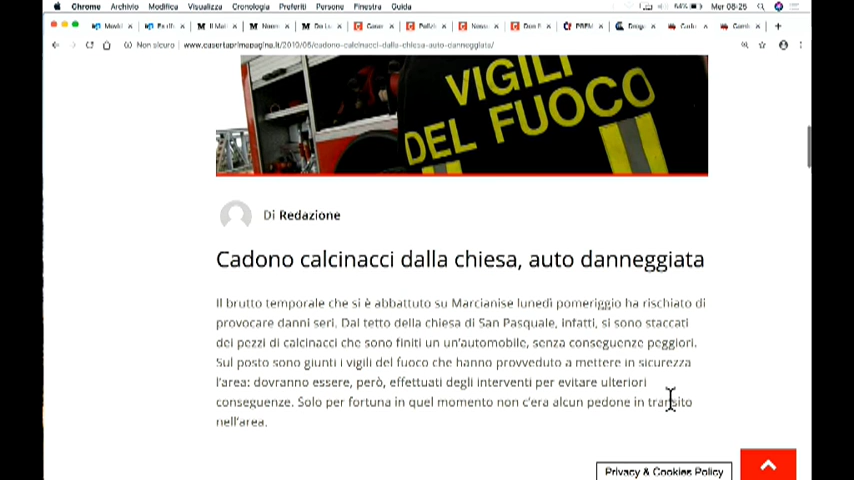 Chrome Archivio Modifica Visualizza Cronologia Preferiti Persone Finestra Guida
64% Mer 08:25
Non sicuro www.casertaprimapagina.it/2019/05/cadono-calcinacci-dalla-chiesa-auto-danneggiata/
VIGILI
DEL FUOCO
Di Redazione
Cadono calcinacci dalla chiesa, auto danneggiata
Il brutto temporale che si è abbattuto su Marcianise lunedì pomeriggio ha rischiato di
provocare danni seri. Dal tetto della chiesa di San Pasquale, infatti, si sono staccati
dei pezzi di calcinacci che sono finiti un un'automobile, senza conseguenze peggiori.
Sul posto sono giunti i vigili del fuoco che hanno provveduto a mettere in sicurezza
l'area: dovranno essere, però, effettuati degli interventi per evitare ulteriori
conseguenze. Solo per fortuna in quel momento non c'era alcun pedone in transito
nell'area.
Privacy & Cookies Policy